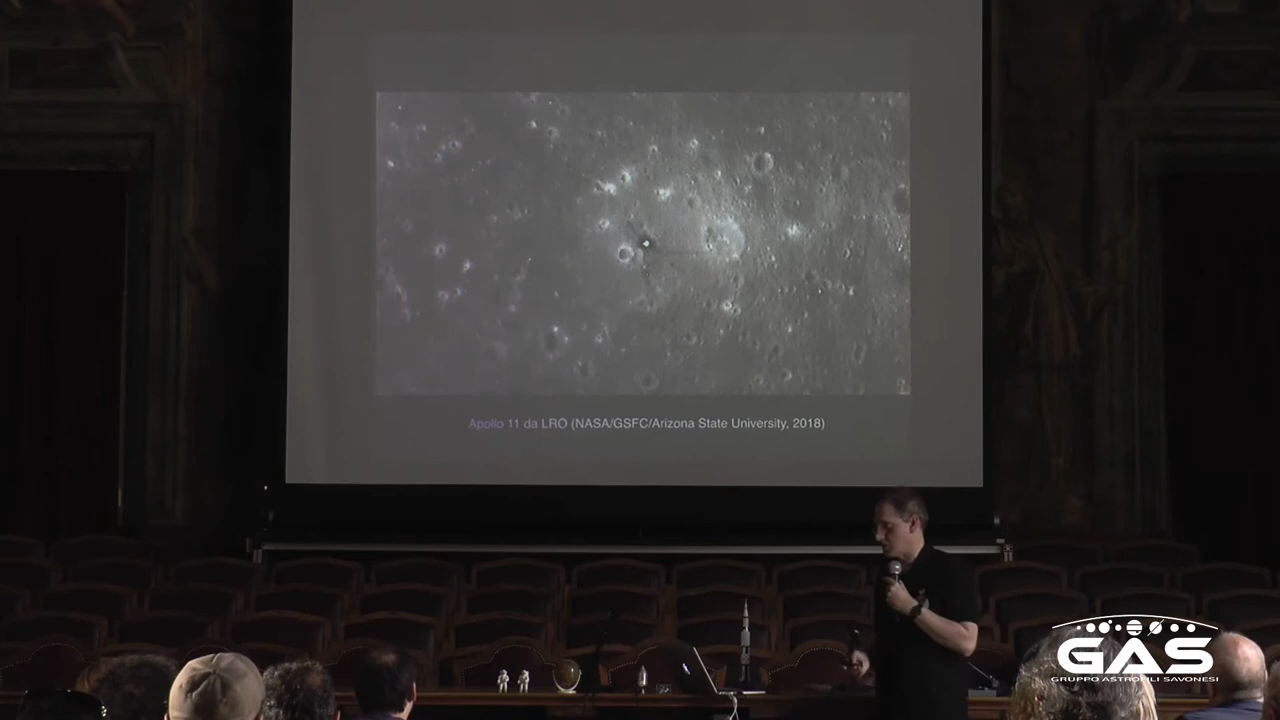 Apollo 11 da LRO (NASA/GSFC/Arizona State University, 2018)
GAS
GRUPPO ASTROFILI SAVONESI